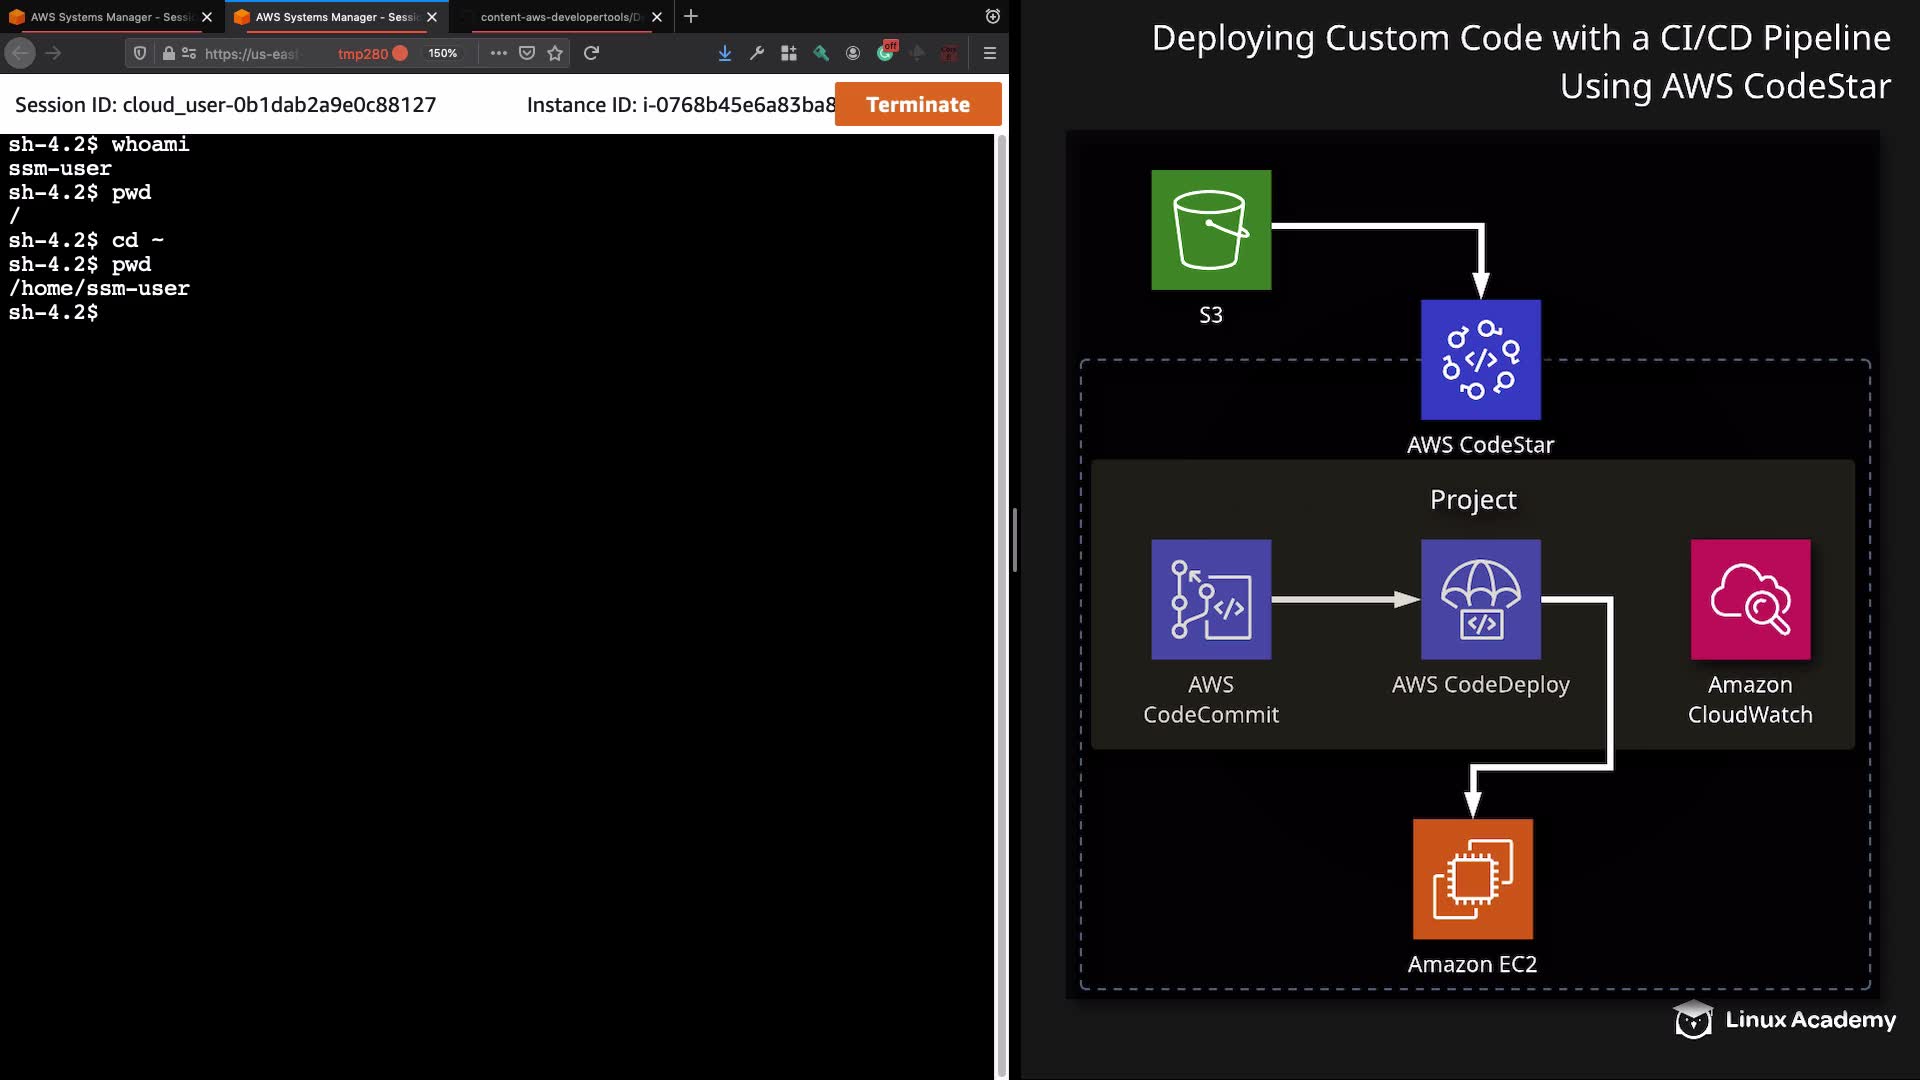 AWS Systems Manager - Sessi
AWS Systems Manager - Sessio
content-aws-developertools/De
https://us-east
tmp280
150%
off
Session ID: cloud_user-0b1dab2a9e0c88127
Instance ID: i-0768b45e6a83ba8
Terminate
sh-4.2$ whoami
ssm-user
sh-4.2$ pwd
/
sh-4.2$ cd ~
sh-4.2$ pwd
/home/ssm-user
sh-4.2$
Deploying Custom Code with a CI/CD Pipeline
Using AWS CodeStar
S3
AWS CodeStar
Project
AWS
CodeCommit
AWS CodeDeploy
Amazon
CloudWatch
Amazon EC2
Linux Academy